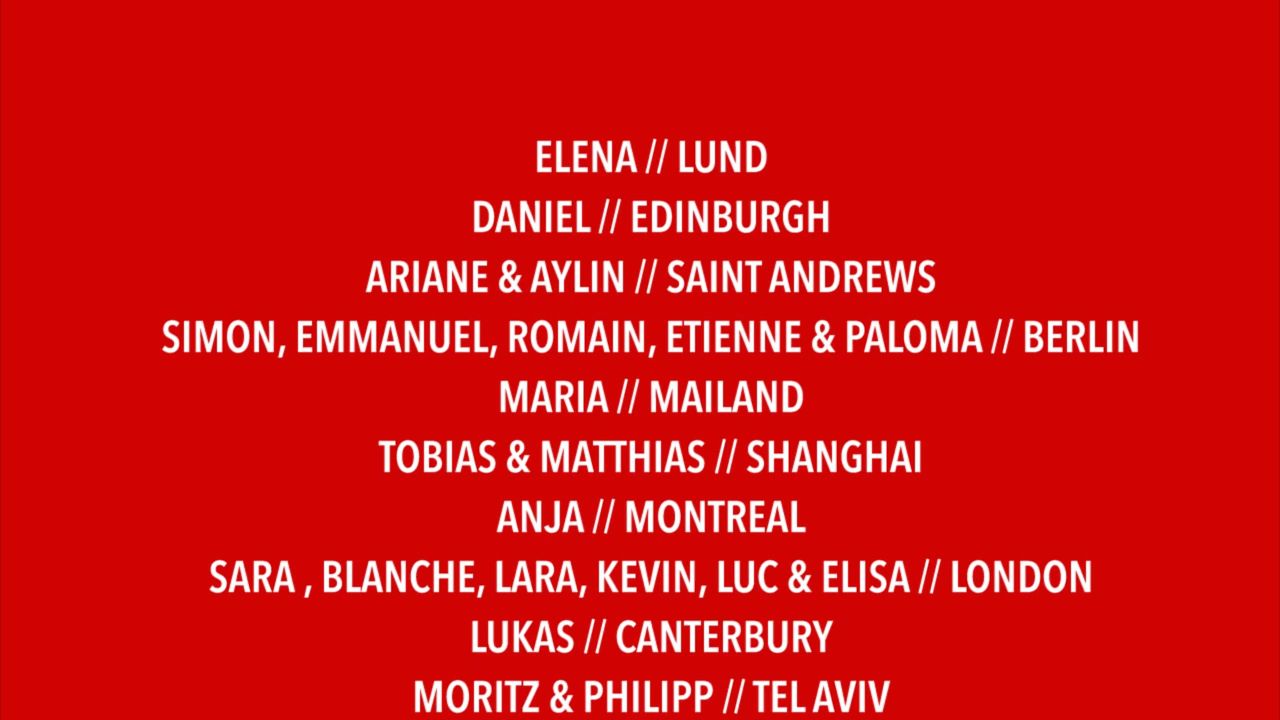 ELENA // LUND
DANIEL // EDINBURGH
ARIANE & AYLIN // SAINT ANDREWS
SIMON, EMMANUEL, ROMAIN, ETIENNE & PALOMA // BERLIN
MARIA // MAILAND
TOBIAS & MATTHIAS // SHANGHAI
ANJA // MONTREAL
SARA , BLANCHE, LARA, KEVIN, LUC & ELISA // LONDON
LUKAS // CANTERBURY
MORITZ & PHILIPP // TEL AVIV